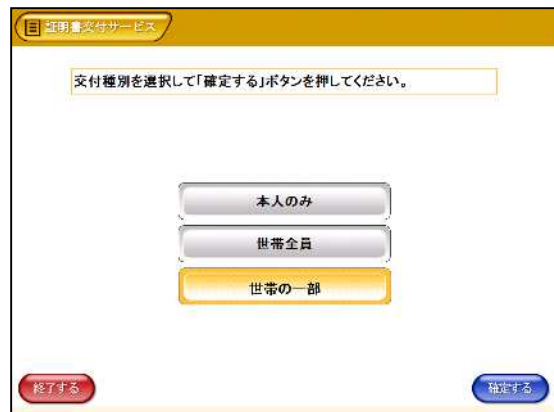 証明書交付サービス
交付種別を選択して「確定する」ボタンを押してください。
本人のみ
世帯全員
世帯の一部
終了する
確定する